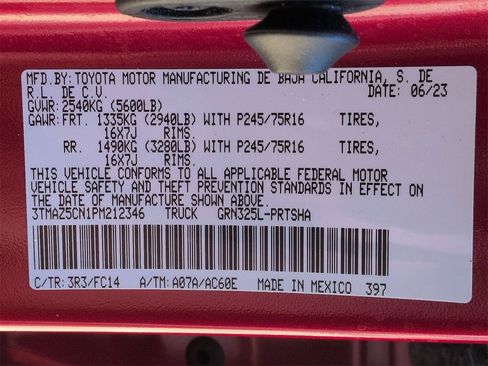 MFD.BY:TOYOTA MOTOR MANUFACTURING DE BAJA CALIFORNIA, S. DE
R.L. DE C.V. DATE: 06/23
GVWR:2540KG (5600LB)
GAWR:FRT. 1335KG (2940LB) WITH P245/75R16 TIRES,
16X7J RIMS.
RR. 1490KG (3280LB) WITH P245/75R16 TIRES,
16X7J RIMS.
THIS VEHICLE CONFORMS TO ALL APPLICABLE FEDERAL MOTOR
VEHICLE SAFETY AND THEFT PREVENTION STANDARDS IN EFFECT ON
THE DATE OF MANUFACTURE SHOWN ABOVE.
3TMAZ5CN1PM212346 TRUCK GRN325L-PRTSHA
C/TR:3R3/FC14 A/TM:A07A/AC60E MADE IN MEXICO 397